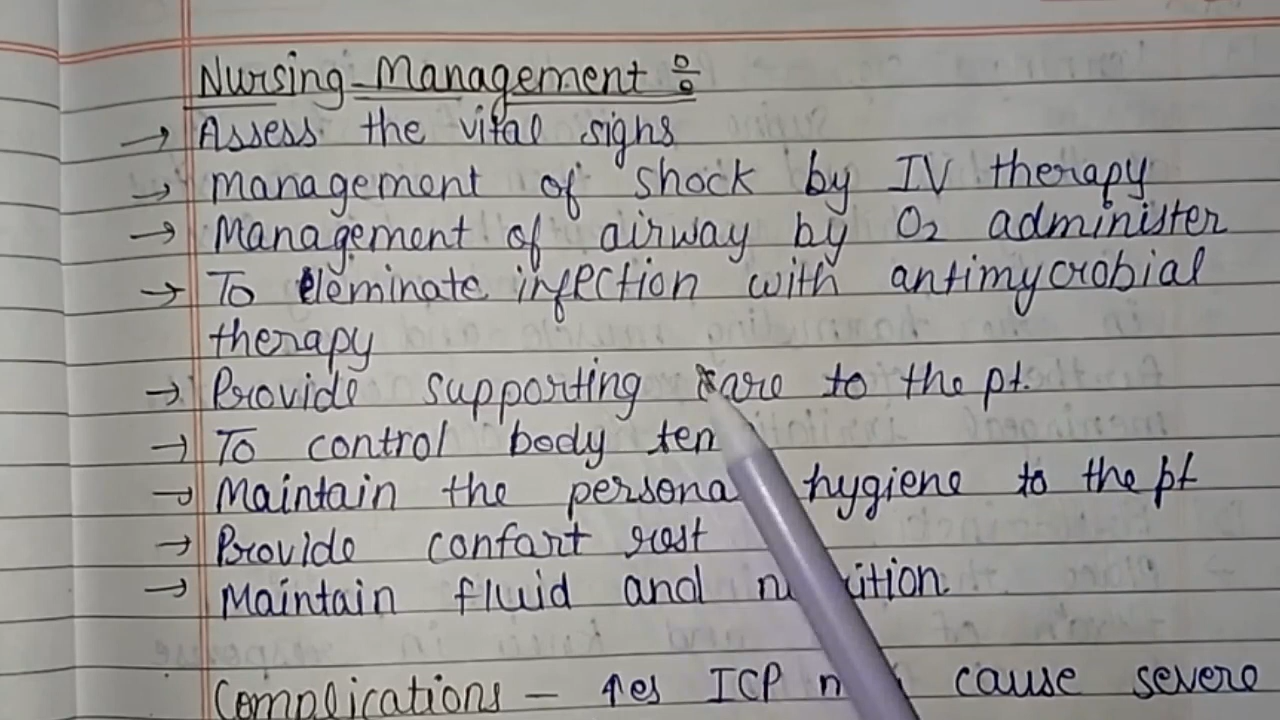 Nursing Management ÷
→ Assess the vital signs
→ Management of shock by IV therapy
→ Management of airway by O₂ administer
→ To eleminate infection with antimycrobial
therapy
→ Provide supporting care to the pt.
→ To control body
→ Maintain the hygiene to the pt
→ Provide confart rest
→ Maintain fluid and
Complications - ↑es ICP cause severe